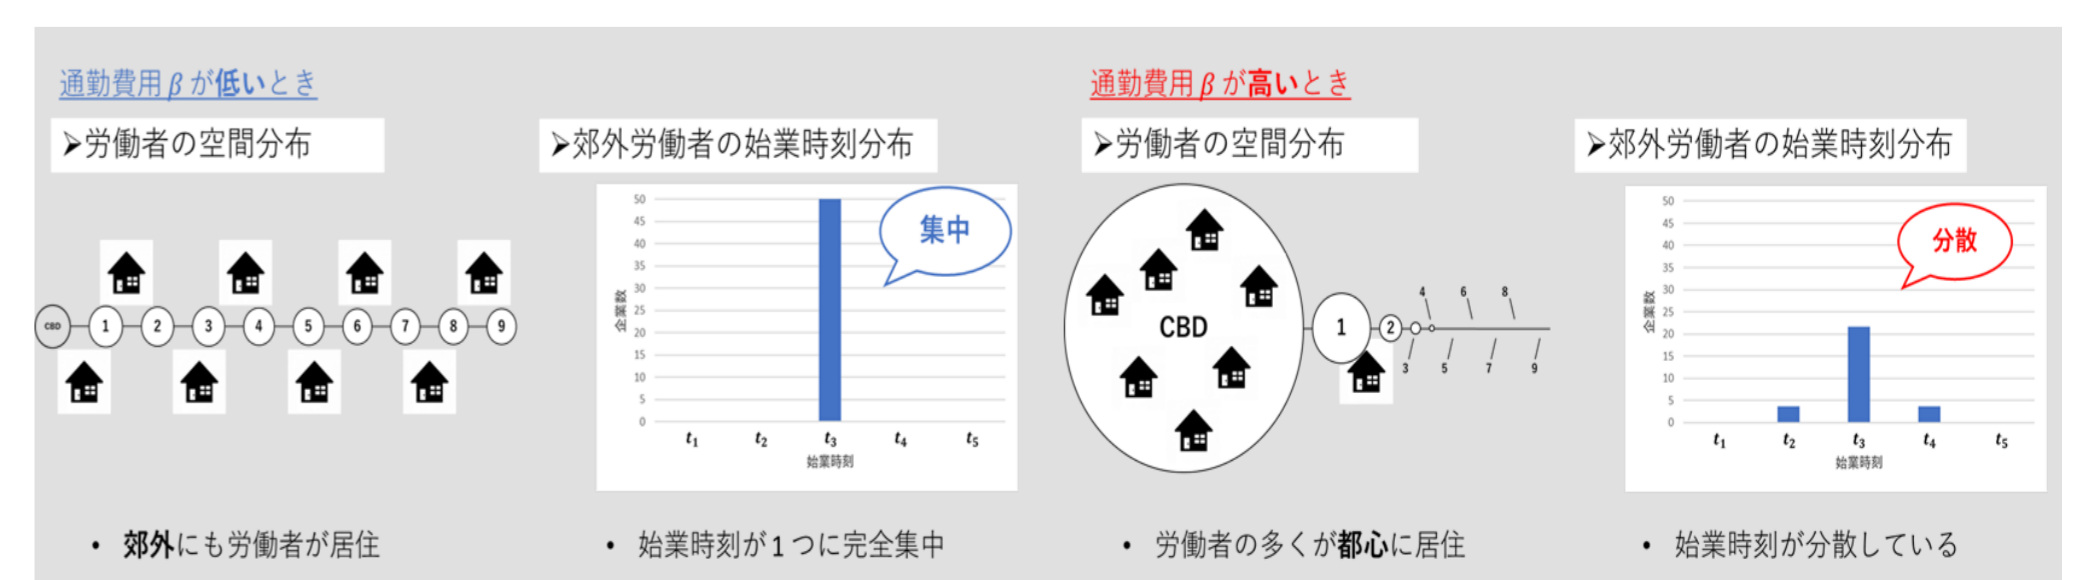 通勤費用βが低いとき
➢労働者の空間分布
CBD 1 2 3 4 5 6 7 8 9
• 郊外にも労働者が居住
➢郊外労働者の始業時刻分布
集中
企業数
50
45
40
35
30
25
20
15
10
5
0
t1 t2 t3 t4 t5
始業時刻
• 始業時刻が1つに完全集中
通勤費用βが高いとき
➢労働者の空間分布
4 6 8
CBD 1 2
3 5 7 9
• 労働者の多くが都心に居住
➢郊外労働者の始業時刻分布
分散
企業数
50
45
40
35
30
25
20
15
10
5
0
t1 t2 t3 t4 t5
始業時刻
• 始業時刻が分散している